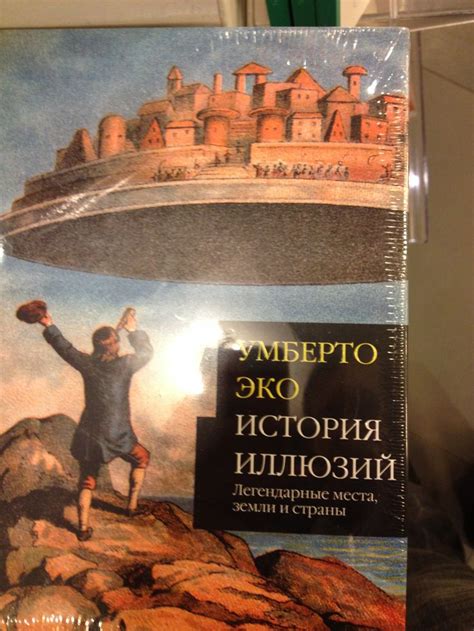 УМБЕРТО
ЭКО
ИСТОРИЯ
ИЛЛЮЗИЙ
Легендарные места,
земли и страны